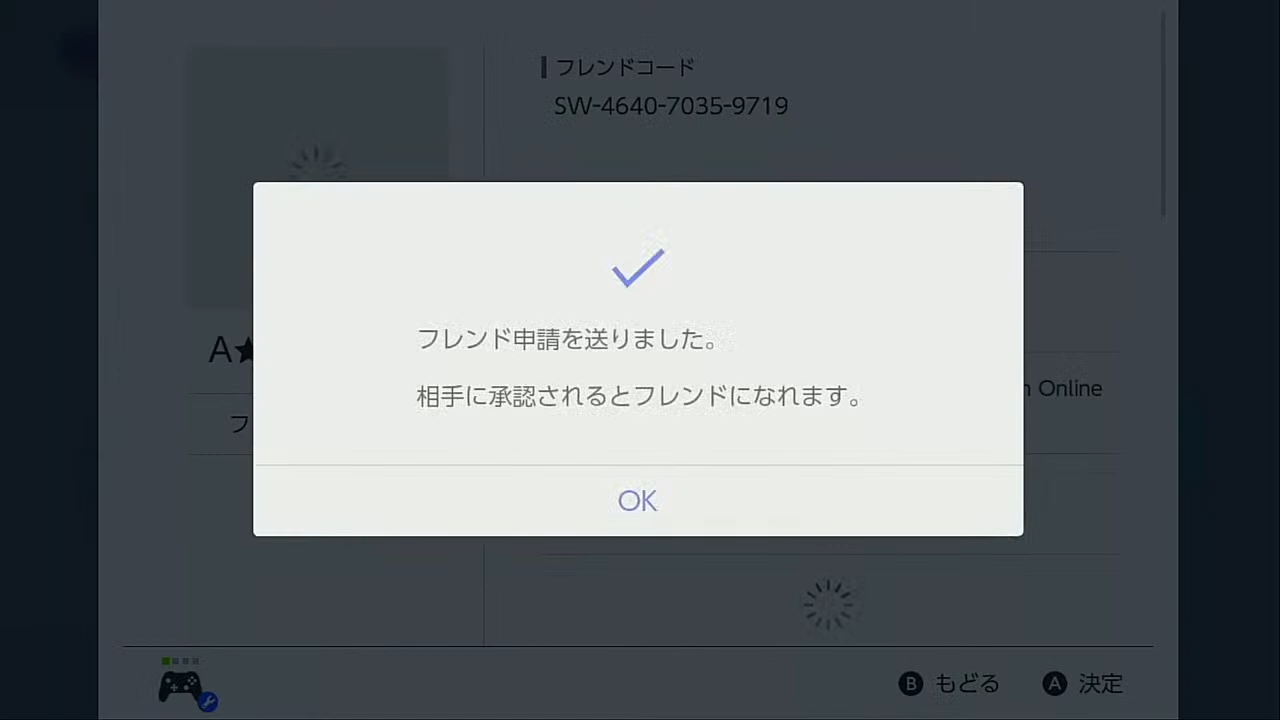 フレンドコード
SW-4640-7035-9719
フレンド申請を送りました。
相手に承認されるとフレンドになれます。
OK
A★
フ
Online
B もどる
A 決定